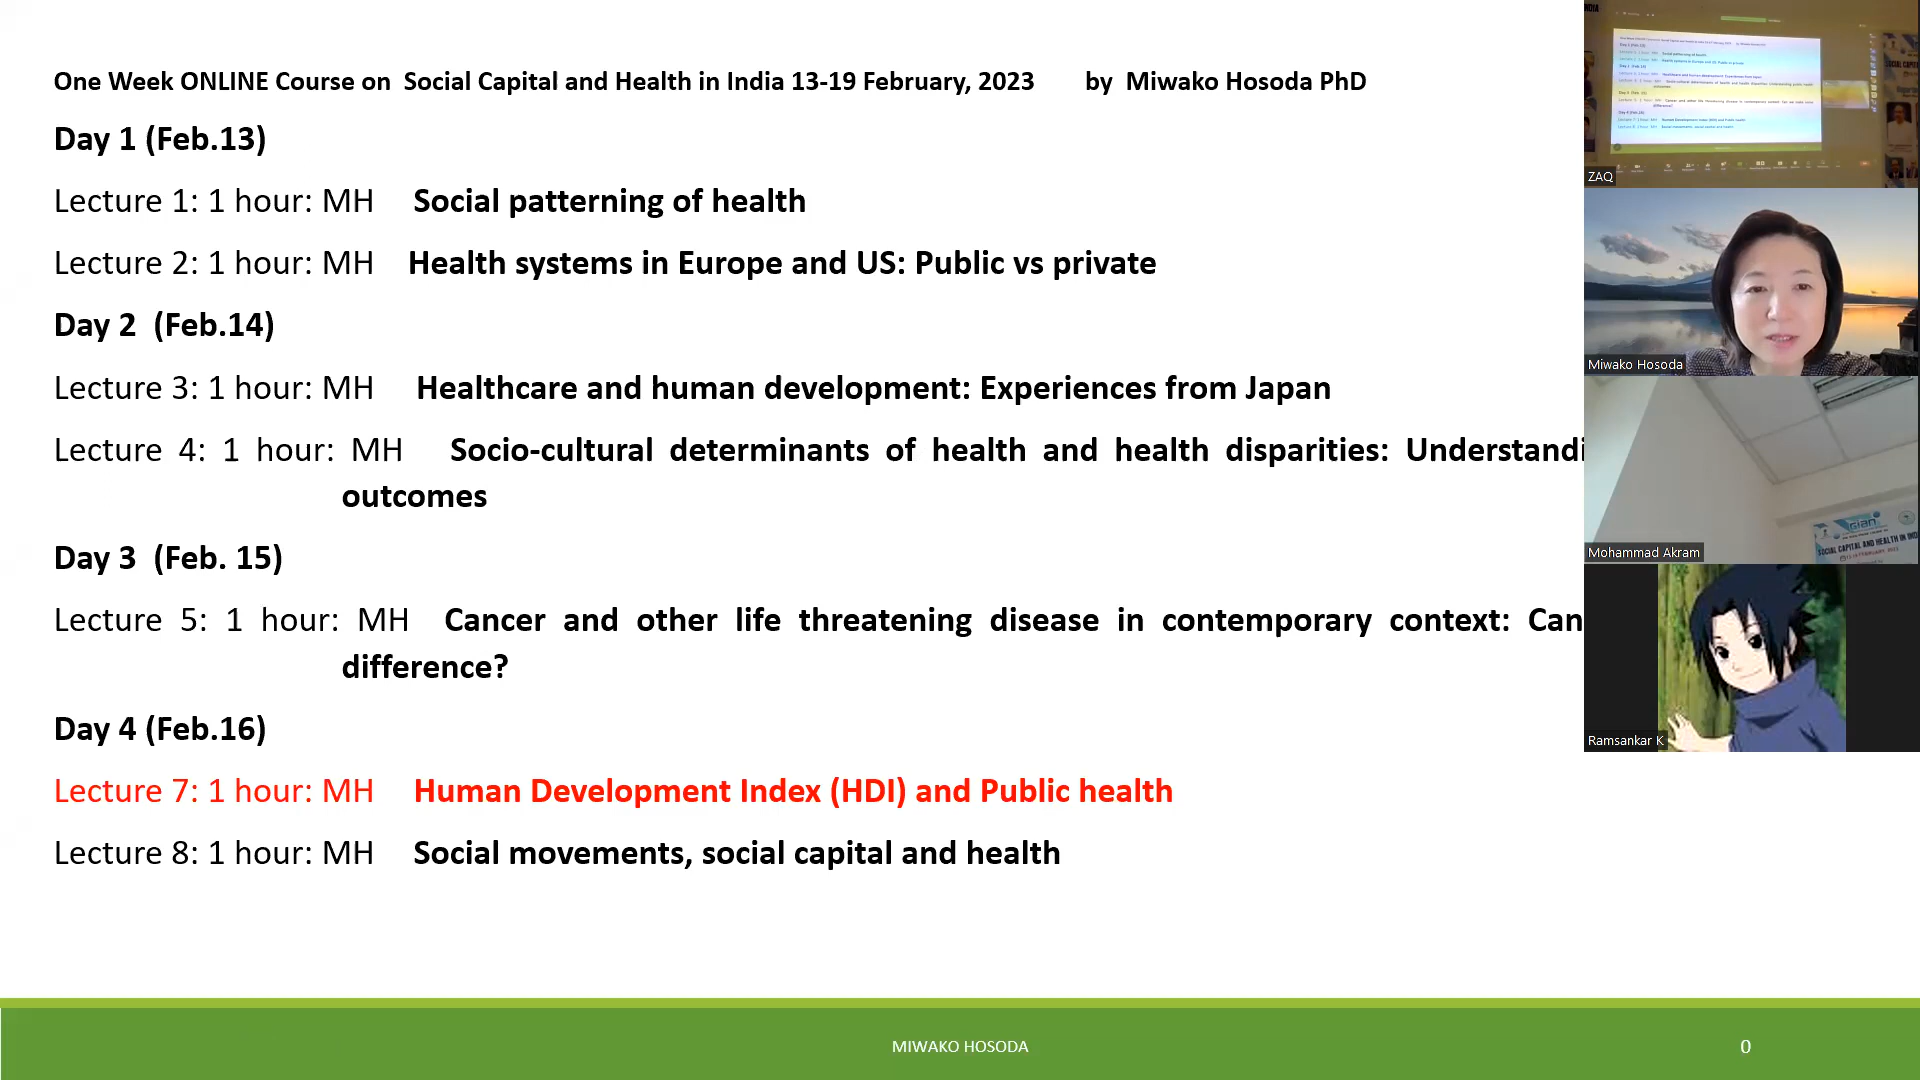 One Week ONLINE Course on Social Capital and Health in India 13-19 February, 2023 by Miwako Hosoda PhD
Day 1 (Feb.13)
Lecture 1: 1 hour: MH Social patterning of health
Lecture 2: 1 hour: MH Health systems in Europe and US: Public vs private
Day 2 (Feb.14)
Lecture 3: 1 hour: MH Healthcare and human development: Experiences from Japan
Lecture 4: 1 hour: MH Socio-cultural determinants of health and health disparities: Understandi
outcomes
Day 3 (Feb. 15)
Lecture 5: 1 hour: MH Cancer and other life threatening disease in contemporary context: Can
difference?
Day 4 (Feb.16)
Lecture 7: 1 hour: MH Human Development Index (HDI) and Public health
Lecture 8: 1 hour: MH Social movements, social capital and health
MIWAKO HOSODA
0
ZAQ
Miwako Hosoda
gian
SOCIAL CAPITAL AND HEALTH IN IND
Mohammad Akram
Ramsankar K